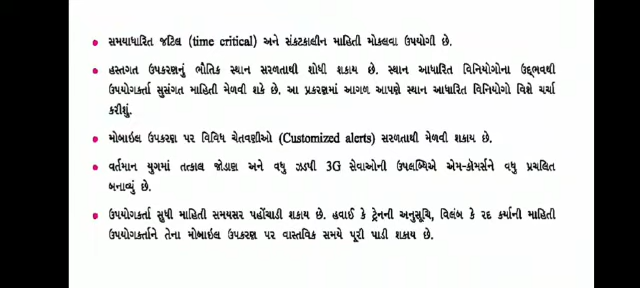 • સમયાધારિત જટિલ (time critical) અને સંકટકાલીન માહિતી મોકલવા ઉપયોગી છે.
• હસ્તગત ઉપકરણનું ભૌતિક સ્થાન સરળતાથી શોધી શકાય છે. સ્થાન આધારિત વિનિયોગોના ઉદ્ભવથી
ઉપયોગકર્તા સુસંગત માહિતી મેળવી શકે છે. આ પ્રકરણમાં આગળ આપણે સ્થાન આધારિત વિનિયોગો વિશે ચર્ચા
કરીશું.
• મોબાઇલ ઉપકરણ પર વિવિધ ચેતવણીઓ (Customized alerts) સરળતાથી મેળવી શકાય છે.
• વર્તમાન યુગમાં તત્કાલ જોડાણ અને વધુ ઝડપી 3G સેવાઓની ઉપલબ્ધિએ એમ-કોમર્સને વધુ પ્રચલિત
બનાવ્યું છે.
• ઉપયોગકર્તા સુધી માહિતી સમયસર પહોંચાડી શકાય છે. હવાઈ કે ટ્રેનની અનુસૂચિ, વિલંબ કે રદ કર્યાની માહિતી
ઉપયોગકર્તાને તેના મોબાઇલ ઉપકરણ પર વાસ્તવિક સમયે પૂરી પાડી શકાય છે.